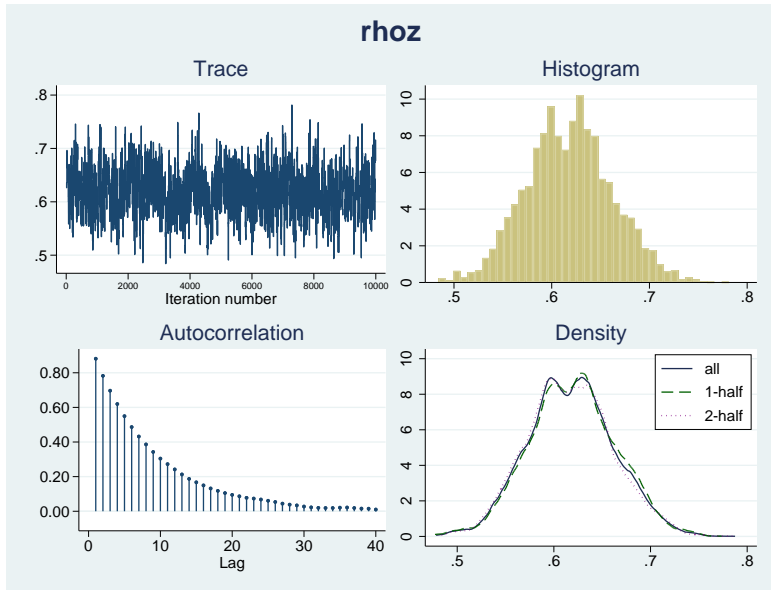 rhoz
Trace
.8
.7
.6
.5
0 2000 4000 6000 8000 10000
Iteration number
Histogram
10
8
6
4
2
0
.5 .6 .7 .8
Autocorrelation
0.80
0.60
0.40
0.20
0.00
0 10 20 30 40
Lag
Density
10
8
6
4
2
0
.5 .6 .7 .8
all
1-half
2-half